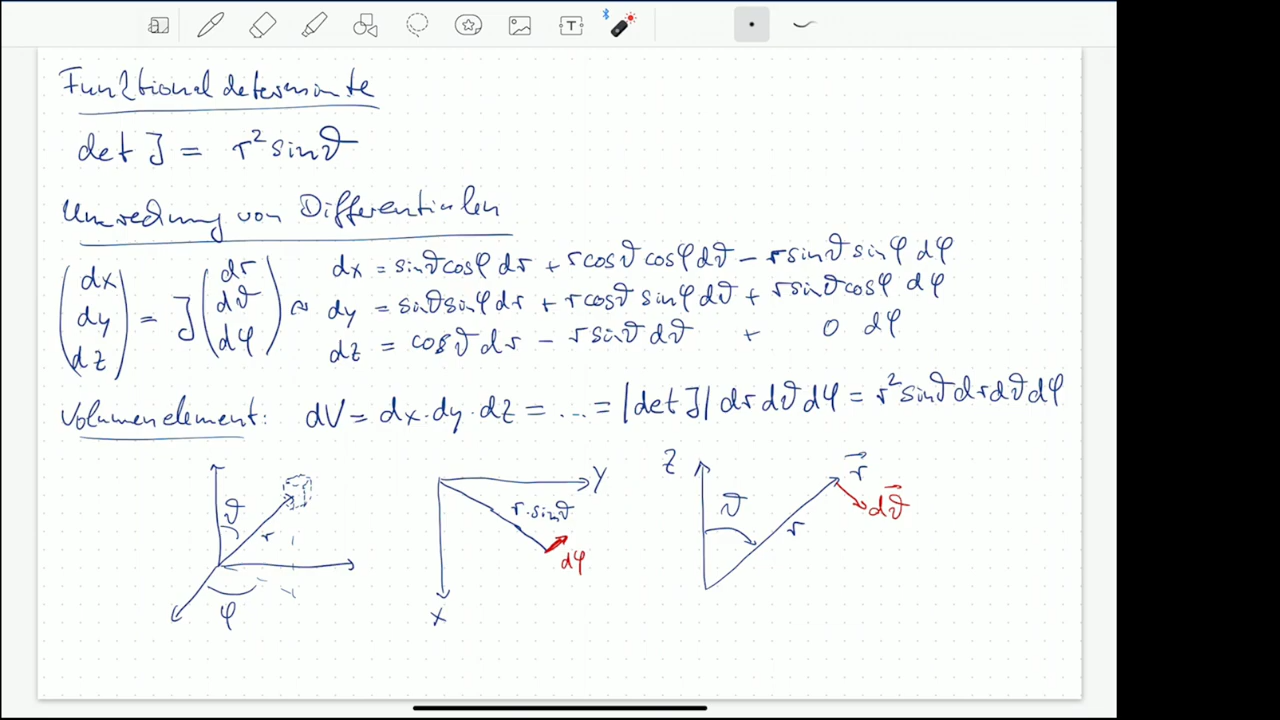 Funktionaldeterminante
det J = r² sinϑ
Umrechnung von Differentialen
(dx dy dz) = J (dr dϑ dφ) ~
dx = sinϑ cosφ dr + r cosϑ cosφ dϑ − r sinϑ sinφ dφ
dy = sinϑ sinφ dr + r cosϑ sinφ dϑ + r sinϑ cosφ dφ
dz = cosϑ dr − r sinϑ dϑ + 0 dφ
Volumenelement: dV = dx·dy·dz = ... = |det J| dr dϑ dφ = r² sinϑ dr dϑ dφ
ϑ r φ
y r·sinϑ dφ x
z ϑ r⃗ dϑ⃗ r
T